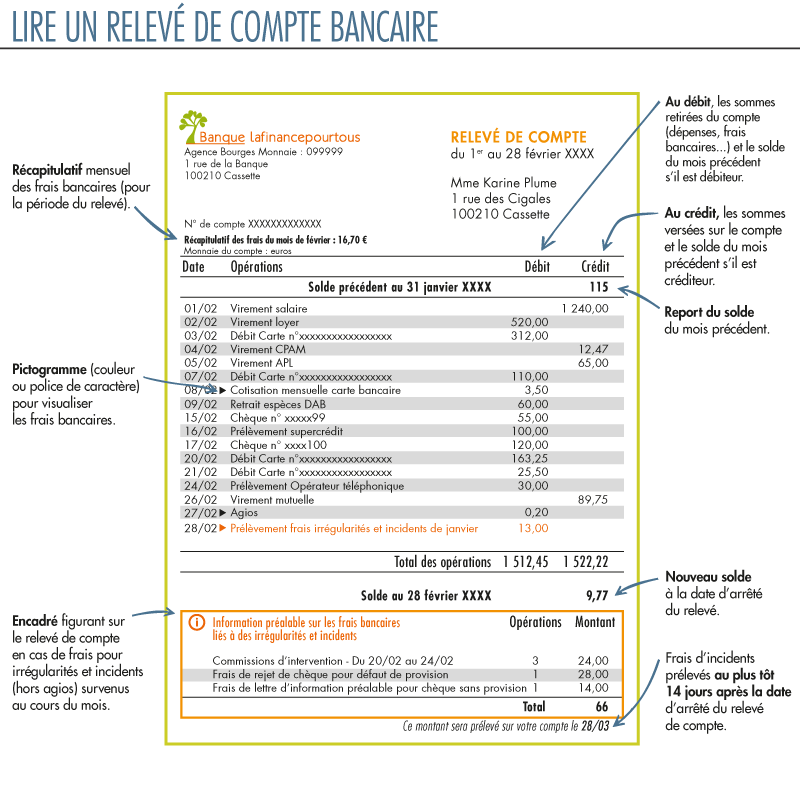 LIRE UN RELEVÉ DE COMPTE BANCAIRE
Banque lafinancepourtous
Agence Bourges Monnaie : 099999
1 rue de la Banque
100210 Cassette
RELEVÉ DE COMPTE
du 1er au 28 février XXXX
Mme Karine Plume
1 rue des Cigales
100210 Cassette
N° de compte XXXXXXXXXXXXX
Récapitulatif des frais du mois de février : 16,70 €
Monnaie du compte : euros
Date Opérations Débit Crédit
Solde précédent au 31 janvier XXXX 115
01/02 Virement salaire 1 240,00
02/02 Virement loyer 520,00
03/02 Débit Carte n°xxxxxxxxxxxxxxxxx 312,00
04/02 Virement CPAM 12,47
05/02 Virement APL 65,00
07/02 Débit Carte n°xxxxxxxxxxxxxxxxx 110,00
08/02 ▶ Cotisation mensuelle carte bancaire 3,50
09/02 Retrait espèces DAB 60,00
15/02 Chèque n° xxxxx99 55,00
16/02 Prélèvement supercrédit 100,00
17/02 Chèque n° xxxx100 120,00
20/02 Débit Carte n°xxxxxxxxxxxxxxxxx 163,25
21/02 Débit Carte n°xxxxxxxxxxxxxxxxx 25,50
24/02 Prélèvement Opérateur téléphonique 30,00
26/02 Virement mutuelle 89,75
27/02 ▶ Agios 0,20
28/02 ▶ Prélèvement frais irrégularités et incidents de janvier 13,00
Total des opérations 1 512,45 1 522,22
Solde au 28 février XXXX 9,77
i Information préalable sur les frais bancaires
liés à des irrégularités et incidents
Opérations Montant
Commissions d'intervention - Du 20/02 au 24/02 3 24,00
Frais de rejet de chèque pour défaut de provision 1 28,00
Frais de lettre d'information préalable pour chèque sans provision 1 14,00
Total 66
Ce montant sera prélevé sur votre compte le 28/03
Récapitulatif mensuel
des frais bancaires (pour
la période du relevé).
Pictogramme (couleur
ou police de caractère)
pour visualiser
les frais bancaires.
Encadré figurant sur
le relevé de compte
en cas de frais pour
irrégularités et incidents
(hors agios) survenus
au cours du mois.
Au débit, les sommes
retirées du compte
(dépenses, frais
bancaires...) et le solde
du mois précédent
s'il est débiteur.
Au crédit, les sommes
versées sur le compte
et le solde du mois
précédent s'il est
créditeur.
Report du solde
du mois précédent.
Nouveau solde
à la date d'arrêté
du relevé.
Frais d'incidents
prélevés au plus tôt
14 jours après la date
d'arrêté du relevé
de compte.